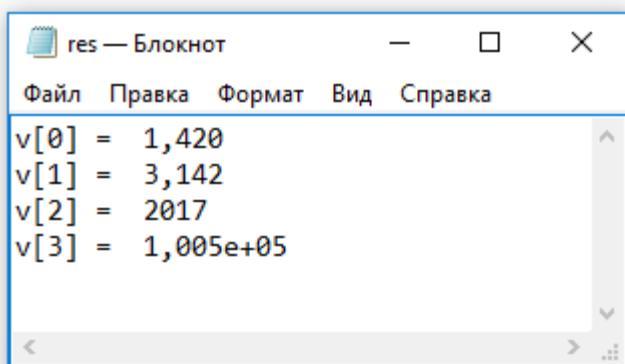 res — Блокнот
Файл Правка Формат Вид Справка
v[0] =  1,420
v[1] =  3,142
v[2] =  2017
v[3] =  1,005e+05